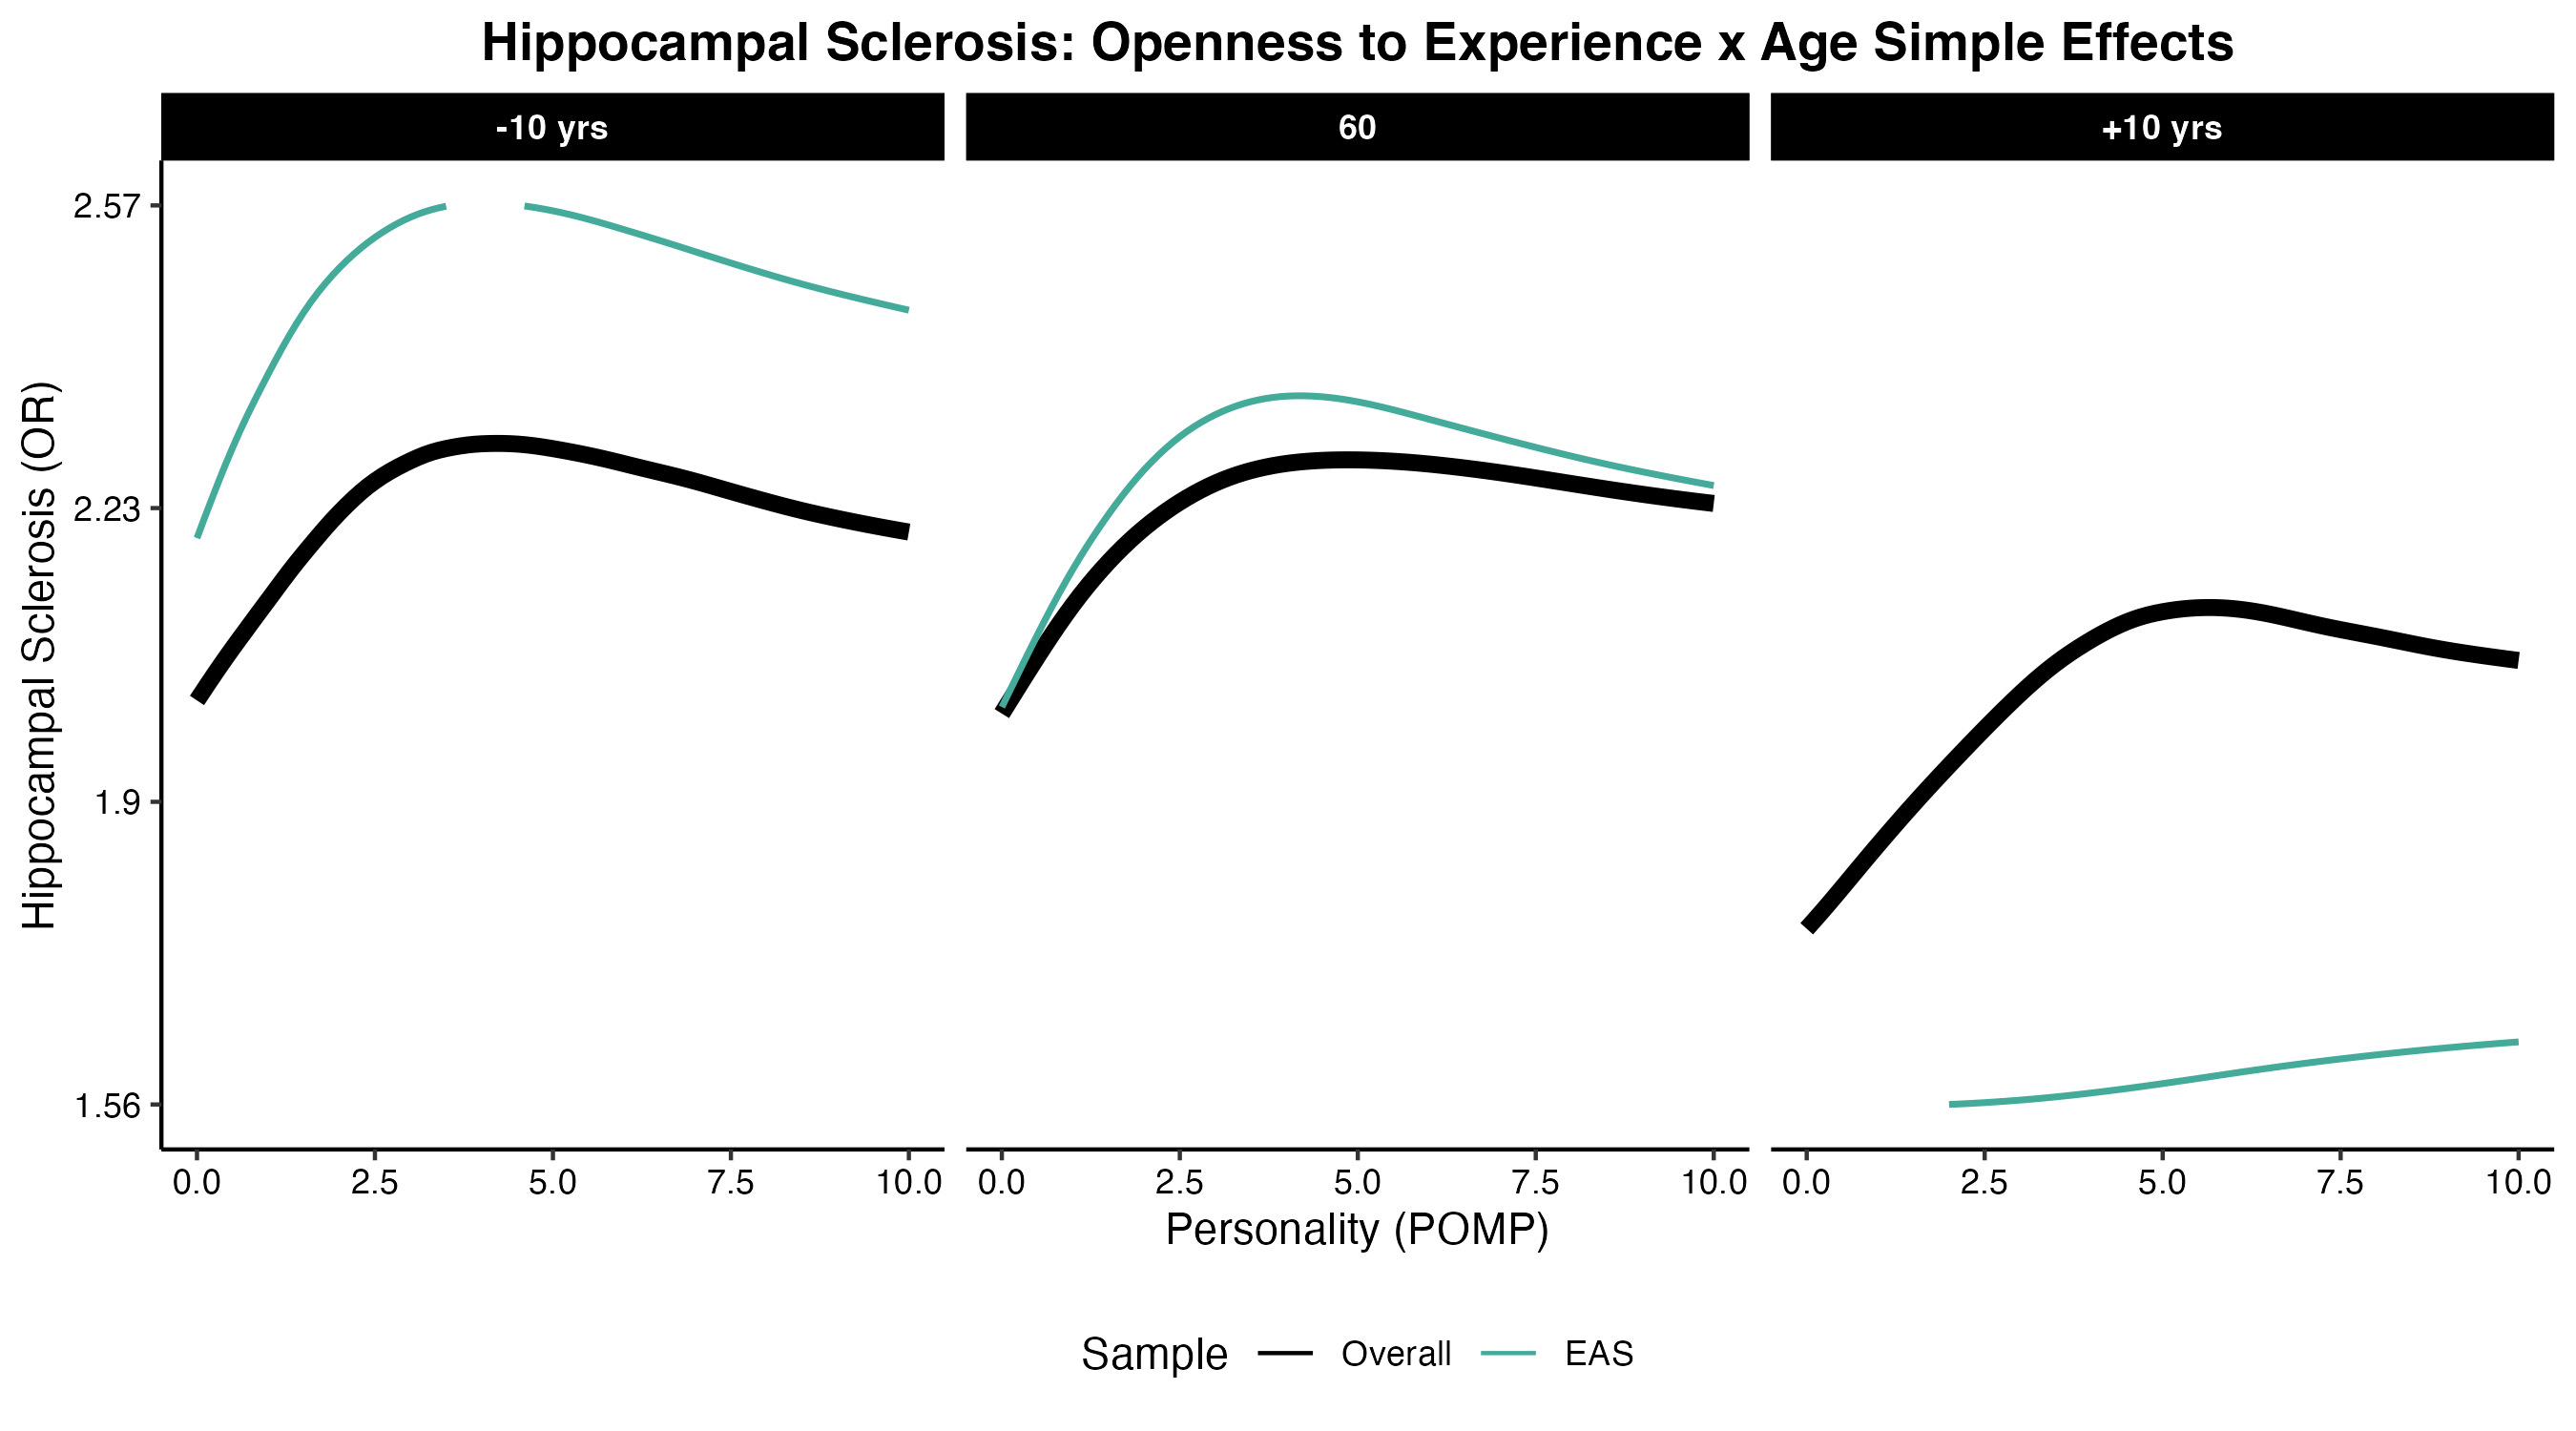 Hippocampal Sclerosis: Openness to Experience x Age Simple Effects
-10 yrs
60
+10 yrs
Hippocampal Sclerosis (OR)
2.57
2.23
1.9
1.56
0.0 2.5 5.0 7.5 10.0
0.0 2.5 5.0 7.5 10.0
0.0 2.5 5.0 7.5 10.0
Personality (POMP)
Sample Overall EAS